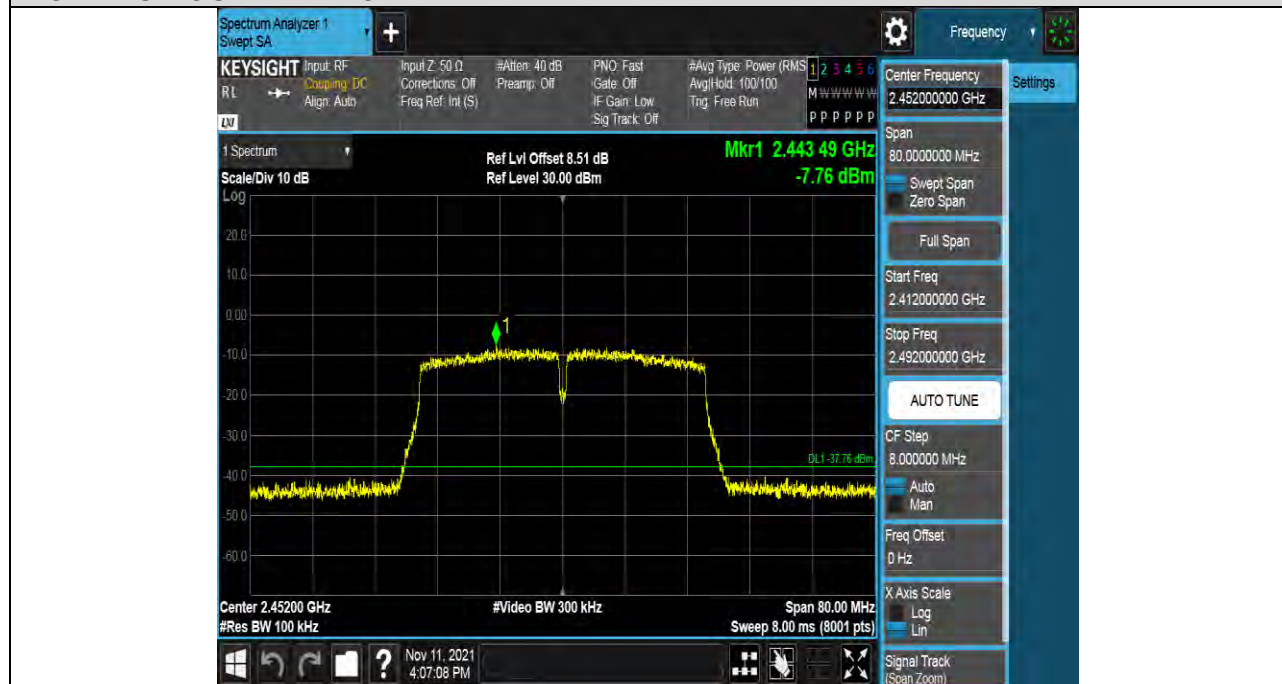 Spectrum Analyzer 1
Swept SA
Frequency
KEYSIGHT
RL
LXI
Input: RF
Coupling: DC
Align: Auto
Input Z: 50 Ω
Corrections: Off
Freq Ref: Int (S)
#Atten: 40 dB
Preamp: Off
PNO: Fast
Gate: Off
IF Gain: Low
Sig Track: Off
#Avg Type: Power (RMS
Avg|Hold: 100/100
Trig: Free Run
1 2 3 4 5 6
M W W W W W
P P P P P P
1 Spectrum
Scale/Div 10 dB
Log
Ref Lvl Offset 8.51 dB
Ref Level 30.00 dBm
Mkr1 2.443 49 GHz
-7.76 dBm
20.0
10.0
0.00
-10.0
-20.0
-30.0
-40.0
-50.0
-60.0
1
DL1 -37.76 dBm
Center 2.45200 GHz
#Res BW 100 kHz
#Video BW 300 kHz
Span 80.00 MHz
Sweep 8.00 ms (8001 pts)
?
Nov 11, 2021
4:07:08 PM
Center Frequency
2.452000000 GHz
Span
80.0000000 MHz
Swept Span
Zero Span
Full Span
Start Freq
2.412000000 GHz
Stop Freq
2.492000000 GHz
AUTO TUNE
CF Step
8.000000 MHz
Auto
Man
Freq Offset
0 Hz
X Axis Scale
Log
Lin
Signal Track
(Span Zoom)
Settings